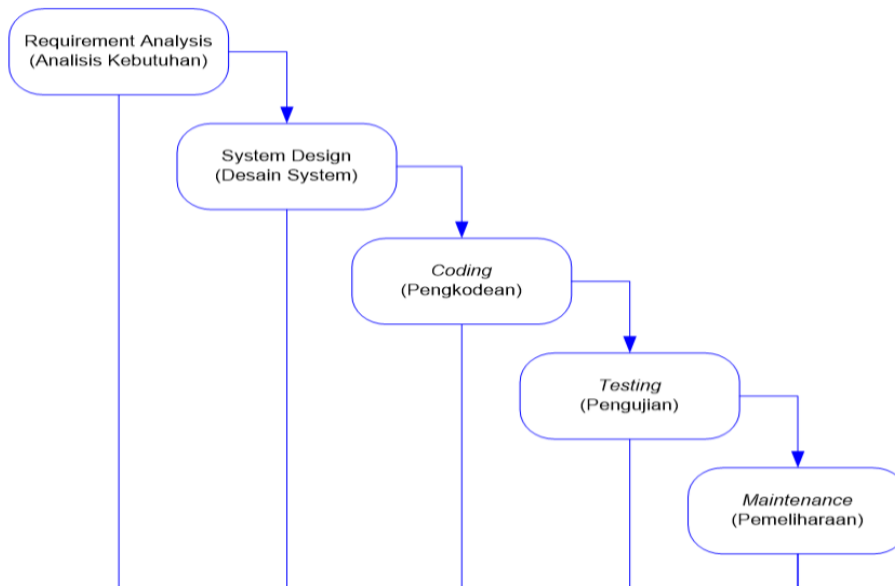 Requirement Analysis
(Analisis Kebutuhan)
System Design
(Desain System)
Coding
(Pengkodean)
Testing
(Pengujian)
Maintenance
(Pemeliharaan)